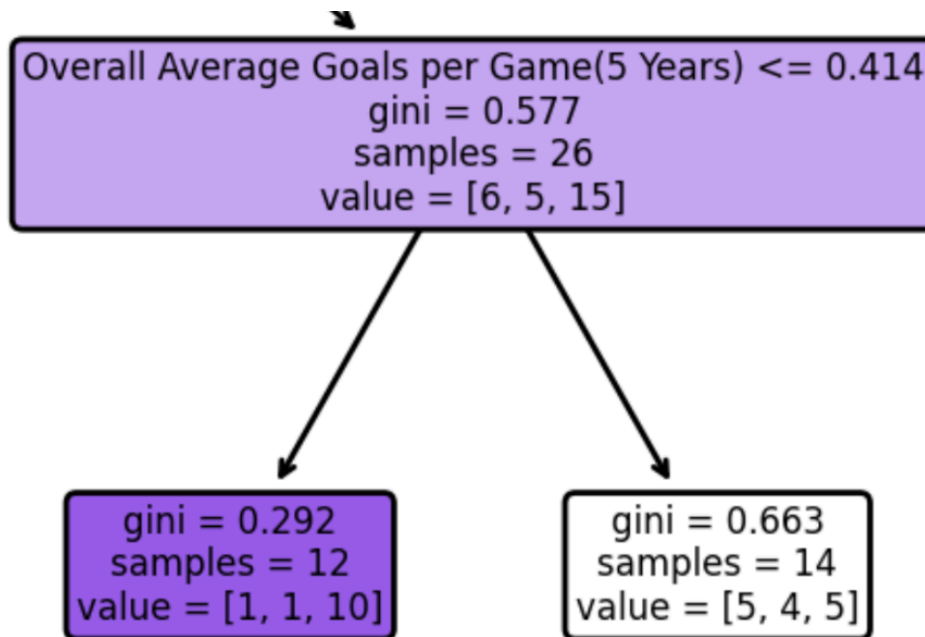 Overall Average Goals per Game(5 Years) <= 0.414
gini = 0.577
samples = 26
value = [6, 5, 15]
gini = 0.292
samples = 12
value = [1, 1, 10]
gini = 0.663
samples = 14
value = [5, 4, 5]